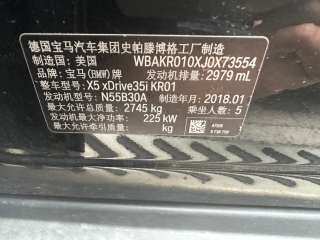 德国宝马汽车集团史帕滕博格工厂制造
制造国：美国 WBAKR010XJ0X73554
品牌：宝马(BMW)牌 发动机排量：2979 mL
整车型号：X5 xDrive35i KR01
发动机型号：N55B30A 制造年月：2018.01
最大允许总质量：2745 kg 乘坐人数：5
发动机最大净功率：225 kW
最大允许牵引质量：kg